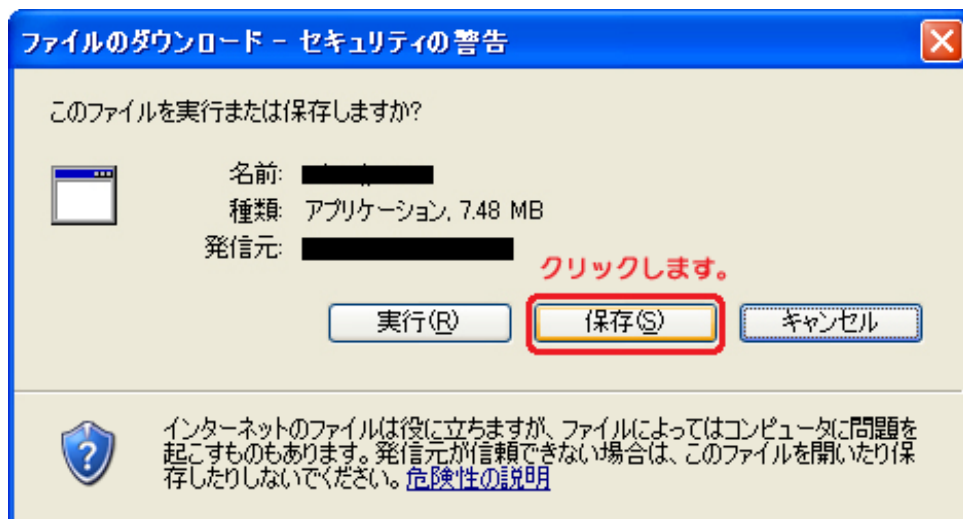 ファイルのダウンロード - セキュリティの警告
このファイルを実行または保存しますか?
名前:
種類: アプリケーション, 7.48 MB
発信元:
クリックします。
実行(R) 保存(S) キャンセル
インターネットのファイルは役に立ちますが、ファイルによってはコンピュータに問題を
起こすものもあります。発信元が信頼できない場合は、このファイルを開いたり保
存したりしないでください。危険性の説明